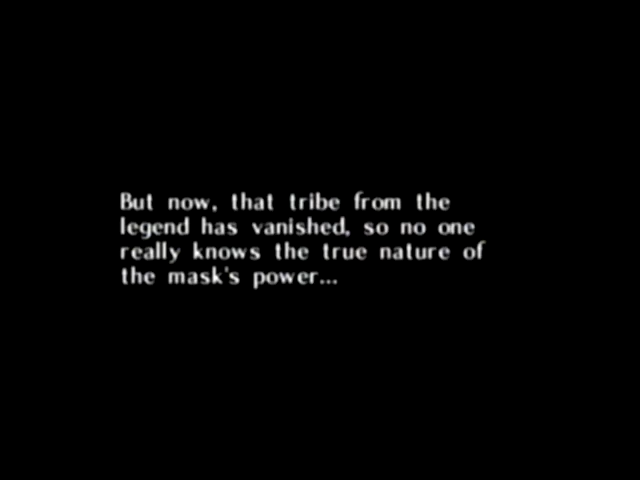 But now, that tribe from the
legend has vanished, so no one
really knows the true nature of
the mask's power...